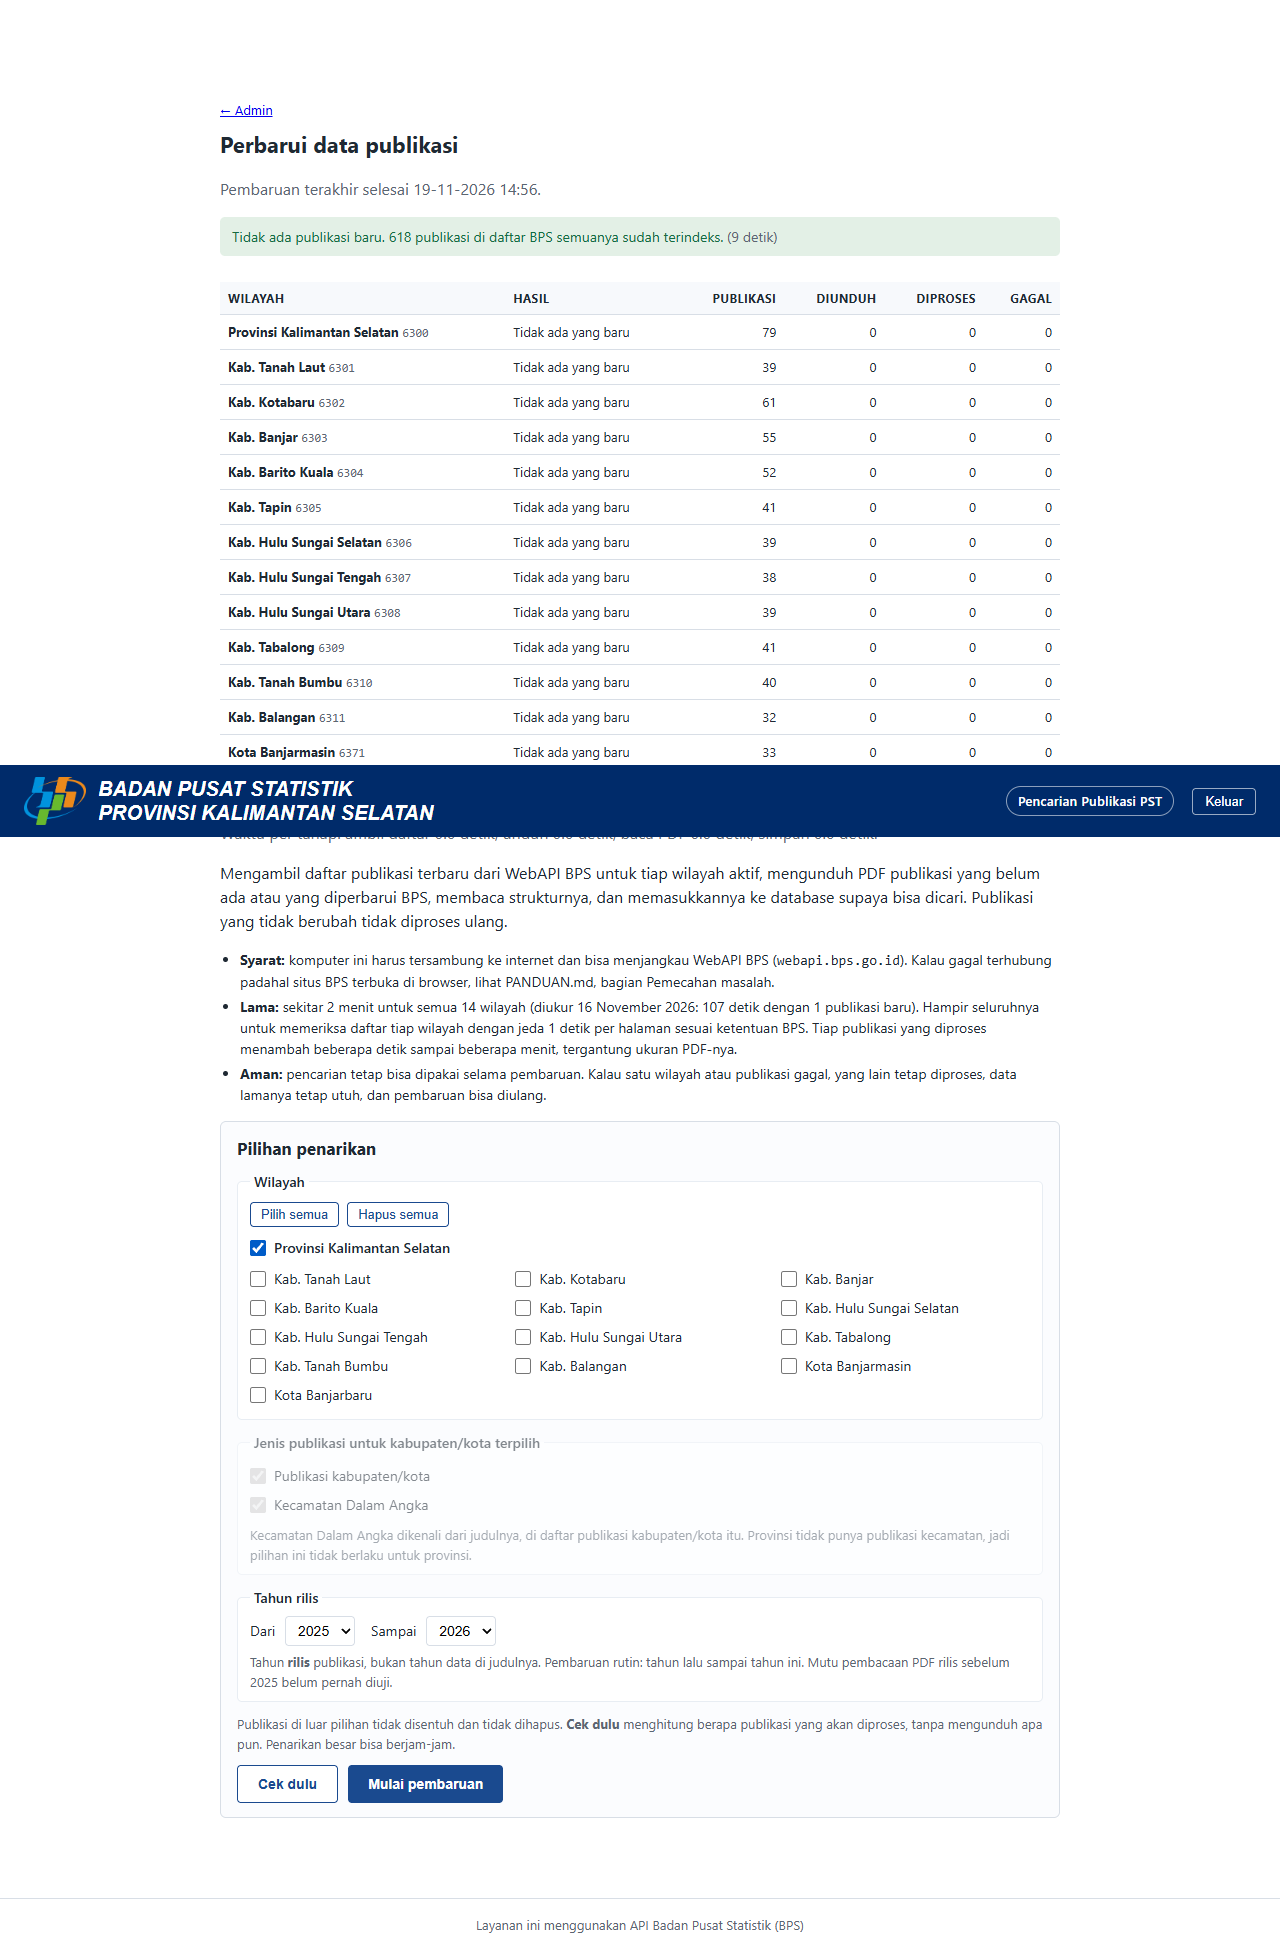 ← Admin
Perbarui data publikasi
Pembaruan terakhir selesai 19-11-2026 14:56.
Tidak ada publikasi baru. 618 publikasi di daftar BPS semuanya sudah terindeks. (9 detik)
WILAYAH HASIL PUBLIKASI DIUNDUH DIPROSES GAGAL
Provinsi Kalimantan Selatan 6300 Tidak ada yang baru 79 0 0 0
Kab. Tanah Laut 6301 Tidak ada yang baru 39 0 0 0
Kab. Kotabaru 6302 Tidak ada yang baru 61 0 0 0
Kab. Banjar 6303 Tidak ada yang baru 55 0 0 0
Kab. Barito Kuala 6304 Tidak ada yang baru 52 0 0 0
Kab. Tapin 6305 Tidak ada yang baru 41 0 0 0
Kab. Hulu Sungai Selatan 6306 Tidak ada yang baru 39 0 0 0
Kab. Hulu Sungai Tengah 6307 Tidak ada yang baru 38 0 0 0
Kab. Hulu Sungai Utara 6308 Tidak ada yang baru 39 0 0 0
Kab. Tabalong 6309 Tidak ada yang baru 41 0 0 0
Kab. Tanah Bumbu 6310 Tidak ada yang baru 40 0 0 0
Kab. Balangan 6311 Tidak ada yang baru 32 0 0 0
Kota Banjarmasin 6371 Tidak ada yang baru 33 0 0 0
BADAN PUSAT STATISTIK
PROVINSI KALIMANTAN SELATAN
Pencarian Publikasi PST Keluar
Mengambil daftar publikasi terbaru dari WebAPI BPS untuk tiap wilayah aktif, mengunduh PDF publikasi yang belum
ada atau yang diperbarui BPS, membaca strukturnya, dan memasukkannya ke database supaya bisa dicari. Publikasi
yang tidak berubah tidak diproses ulang.
• Syarat: komputer ini harus tersambung ke internet dan bisa menjangkau WebAPI BPS (webapi.bps.go.id). Kalau gagal terhubung
padahal situs BPS terbuka di browser, lihat PANDUAN.md, bagian Pemecahan masalah.
• Lama: sekitar 2 menit untuk semua 14 wilayah (diukur 16 November 2026: 107 detik dengan 1 publikasi baru). Hampir seluruhnya
untuk memeriksa daftar tiap wilayah dengan jeda 1 detik per halaman sesuai ketentuan BPS. Tiap publikasi yang diproses
menambah beberapa detik sampai beberapa menit, tergantung ukuran PDF-nya.
• Aman: pencarian tetap bisa dipakai selama pembaruan. Kalau satu wilayah atau publikasi gagal, yang lain tetap diproses, data
lamanya tetap utuh, dan pembaruan bisa diulang.
Pilihan penarikan
Wilayah
Pilih semua Hapus semua
Provinsi Kalimantan Selatan
Kab. Tanah Laut Kab. Kotabaru Kab. Banjar
Kab. Barito Kuala Kab. Tapin Kab. Hulu Sungai Selatan
Kab. Hulu Sungai Tengah Kab. Hulu Sungai Utara Kab. Tabalong
Kab. Tanah Bumbu Kab. Balangan Kota Banjarmasin
Kota Banjarbaru
Jenis publikasi untuk kabupaten/kota terpilih
Publikasi kabupaten/kota
Kecamatan Dalam Angka
Kecamatan Dalam Angka dikenali dari judulnya, di daftar publikasi kabupaten/kota itu. Provinsi tidak punya publikasi kecamatan, jadi
pilihan ini tidak berlaku untuk provinsi.
Tahun rilis
Dari 2025 Sampai 2026
Tahun rilis publikasi, bukan tahun data di judulnya. Pembaruan rutin: tahun lalu sampai tahun ini. Mutu pembacaan PDF rilis sebelum
2025 belum pernah diuji.
Publikasi di luar pilihan tidak disentuh dan tidak dihapus. Cek dulu menghitung berapa publikasi yang akan diproses, tanpa mengunduh apa
pun. Penarikan besar bisa berjam-jam.
Cek dulu Mulai pembaruan
Layanan ini menggunakan API Badan Pusat Statistik (BPS)